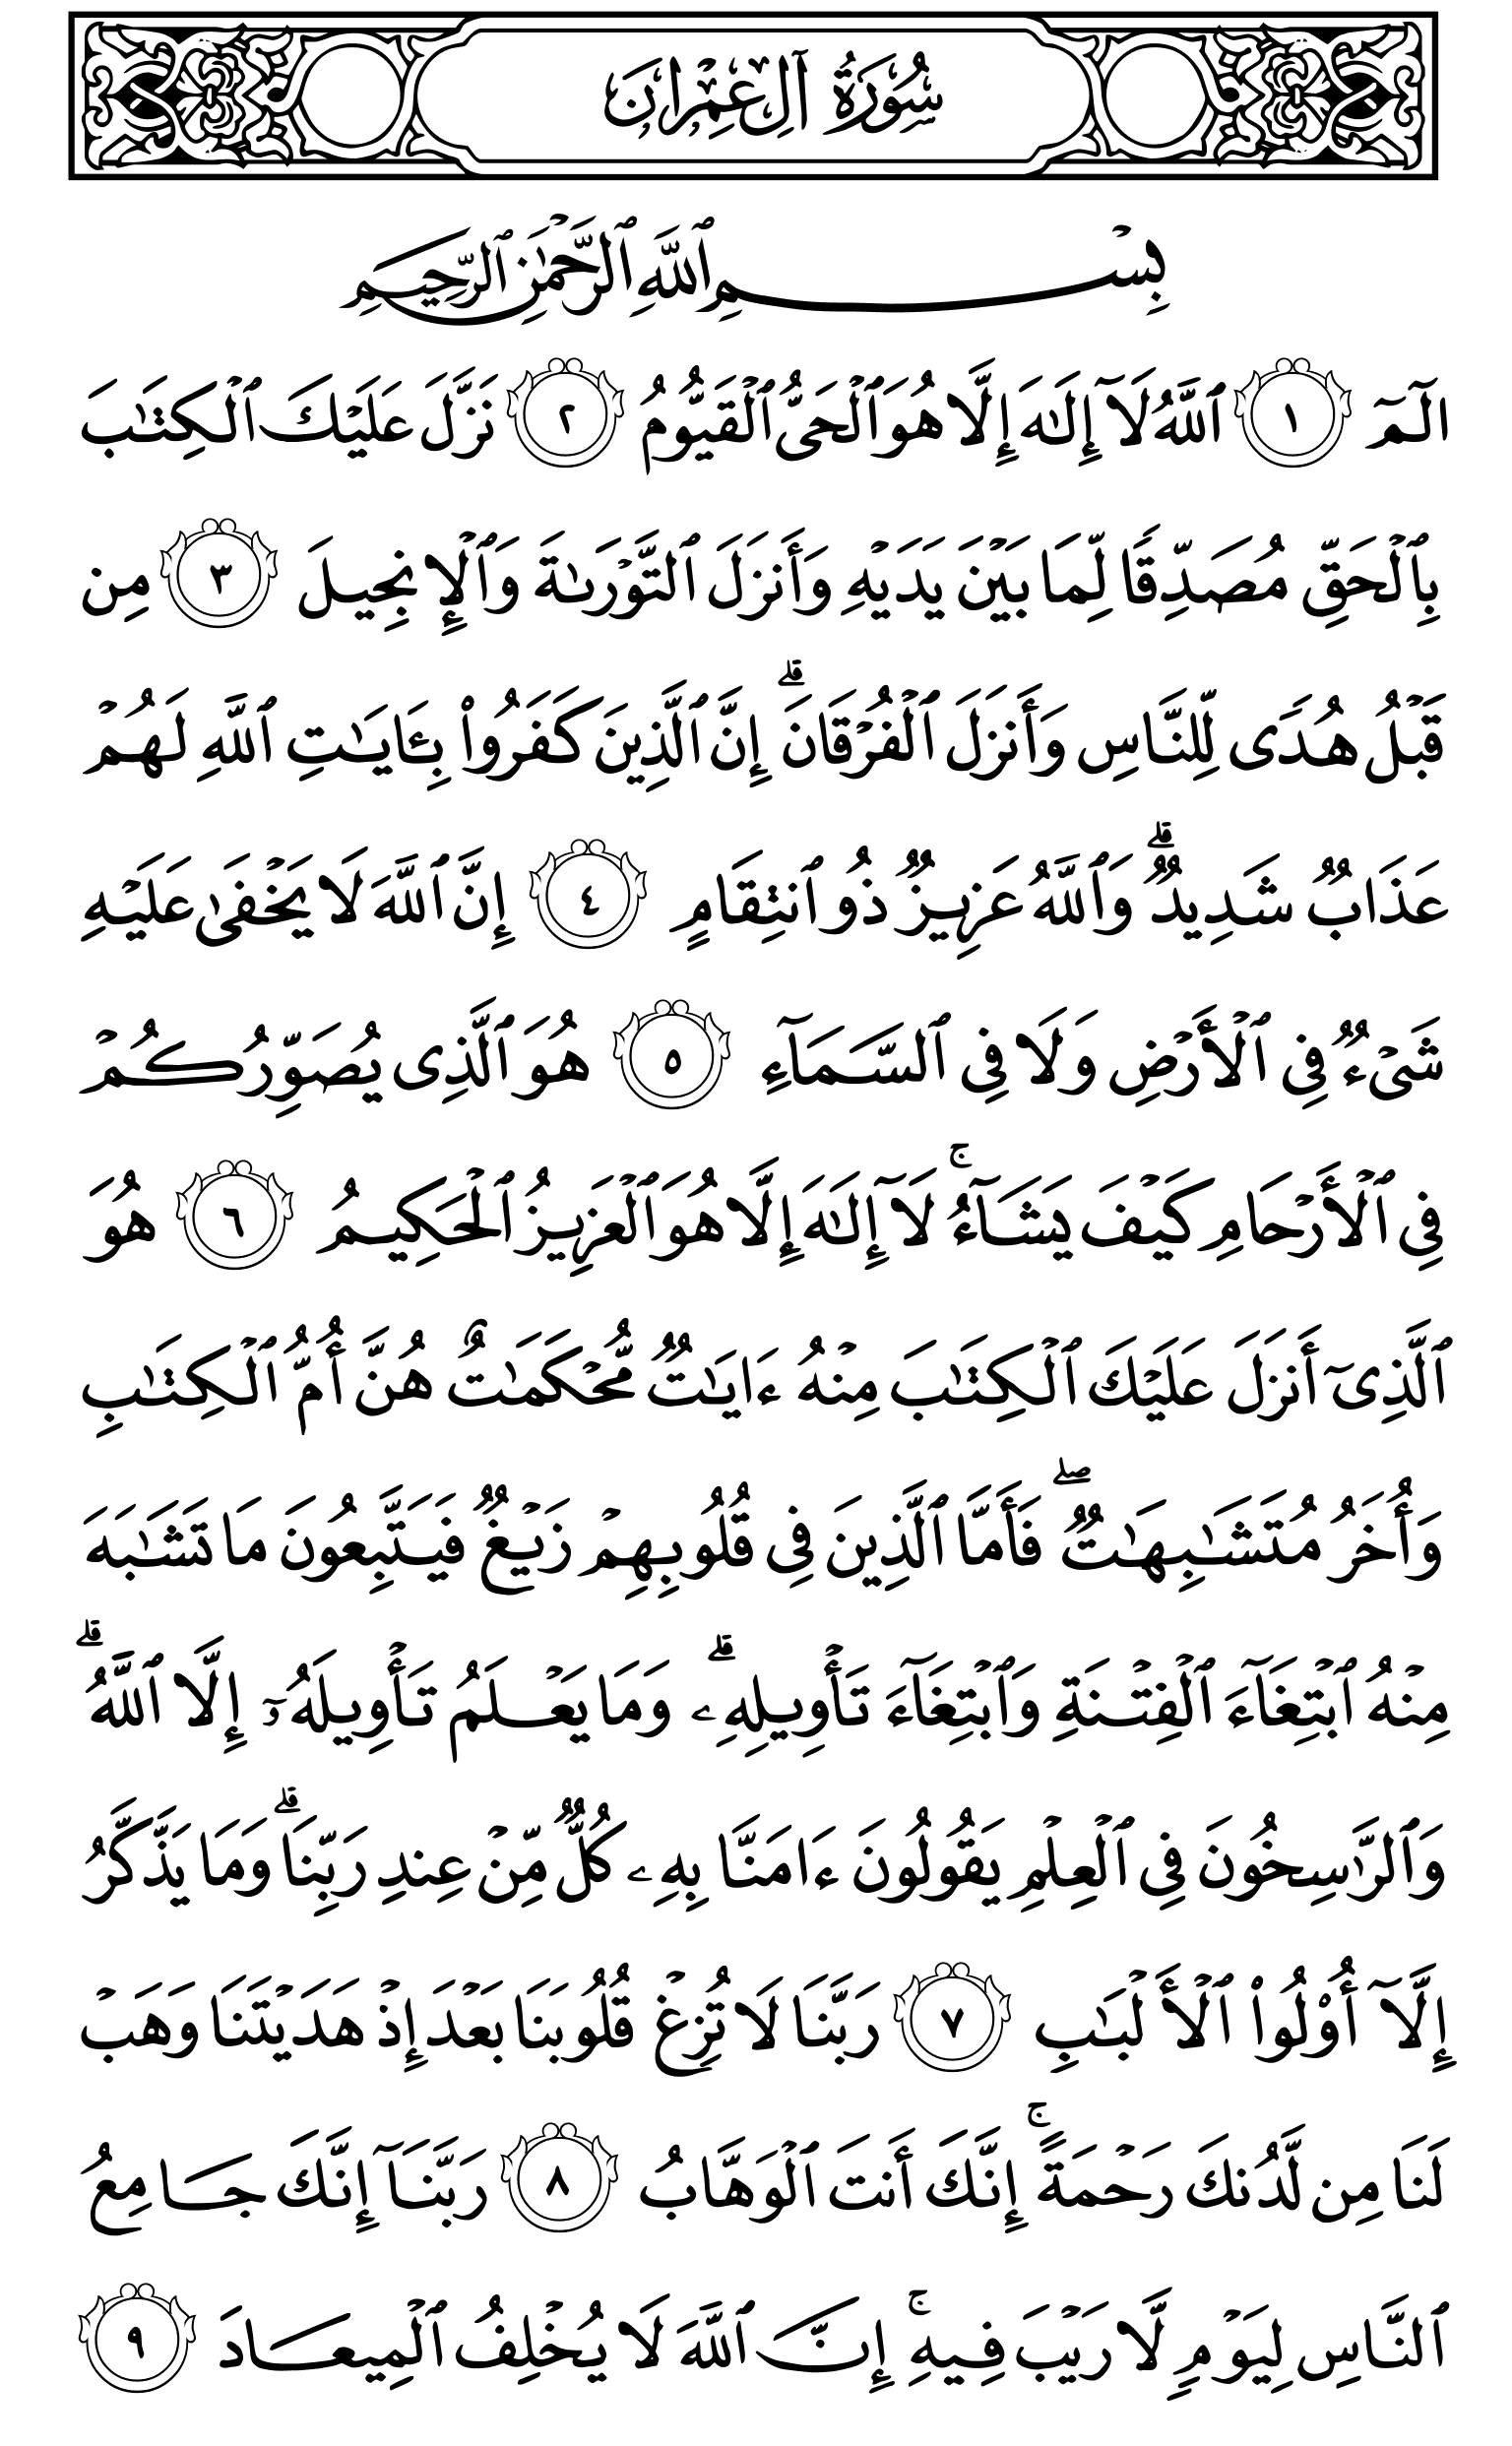 سُورَةُ آلِ عِمْرَانَ
بِسْمِ ٱللَّهِ ٱلرَّحْمَٰنِ ٱلرَّحِيمِ
الٓمٓ ١ ٱللَّهُ لَآ إِلَٰهَ إِلَّا هُوَ ٱلْحَىُّ ٱلْقَيُّومُ ٢ نَزَّلَ عَلَيْكَ ٱلْكِتَٰبَ
بِٱلْحَقِّ مُصَدِّقًا لِّمَا بَيْنَ يَدَيْهِ وَأَنزَلَ ٱلتَّوْرَىٰةَ وَٱلْإِنجِيلَ ٣ مِن
قَبْلُ هُدًى لِّلنَّاسِ وَأَنزَلَ ٱلْفُرْقَانَ ۗ إِنَّ ٱلَّذِينَ كَفَرُوا۟ بِـَٔايَٰتِ ٱللَّهِ لَهُمْ
عَذَابٌ شَدِيدٌ ۗ وَٱللَّهُ عَزِيزٌ ذُو ٱنتِقَامٍ ٤ إِنَّ ٱللَّهَ لَا يَخْفَىٰ عَلَيْهِ
شَىْءٌ فِى ٱلْأَرْضِ وَلَا فِى ٱلسَّمَآءِ ٥ هُوَ ٱلَّذِى يُصَوِّرُكُمْ
فِى ٱلْأَرْحَامِ كَيْفَ يَشَآءُ ۚ لَآ إِلَٰهَ إِلَّا هُوَ ٱلْعَزِيزُ ٱلْحَكِيمُ ٦ هُوَ
ٱلَّذِىٓ أَنزَلَ عَلَيْكَ ٱلْكِتَٰبَ مِنْهُ ءَايَٰتٌ مُّحْكَمَٰتٌ هُنَّ أُمُّ ٱلْكِتَٰبِ
وَأُخَرُ مُتَشَٰبِهَٰتٌ ۖ فَأَمَّا ٱلَّذِينَ فِى قُلُوبِهِمْ زَيْغٌ فَيَتَّبِعُونَ مَا تَشَٰبَهَ
مِنْهُ ٱبْتِغَآءَ ٱلْفِتْنَةِ وَٱبْتِغَآءَ تَأْوِيلِهِۦ ۗ وَمَا يَعْلَمُ تَأْوِيلَهُۥٓ إِلَّا ٱللَّهُ ۗ
وَٱلرَّٰسِخُونَ فِى ٱلْعِلْمِ يَقُولُونَ ءَامَنَّا بِهِۦ كُلٌّ مِّنْ عِندِ رَبِّنَا ۗ وَمَا يَذَّكَّرُ
إِلَّآ أُو۟لُوا۟ ٱلْأَلْبَٰبِ ٧ رَبَّنَا لَا تُزِغْ قُلُوبَنَا بَعْدَ إِذْ هَدَيْتَنَا وَهَبْ
لَنَا مِن لَّدُنكَ رَحْمَةً ۚ إِنَّكَ أَنتَ ٱلْوَهَّابُ ٨ رَبَّنَآ إِنَّكَ جَامِعُ
ٱلنَّاسِ لِيَوْمٍ لَّا رَيْبَ فِيهِ ۚ إِنَّ ٱللَّهَ لَا يُخْلِفُ ٱلْمِيعَادَ ٩